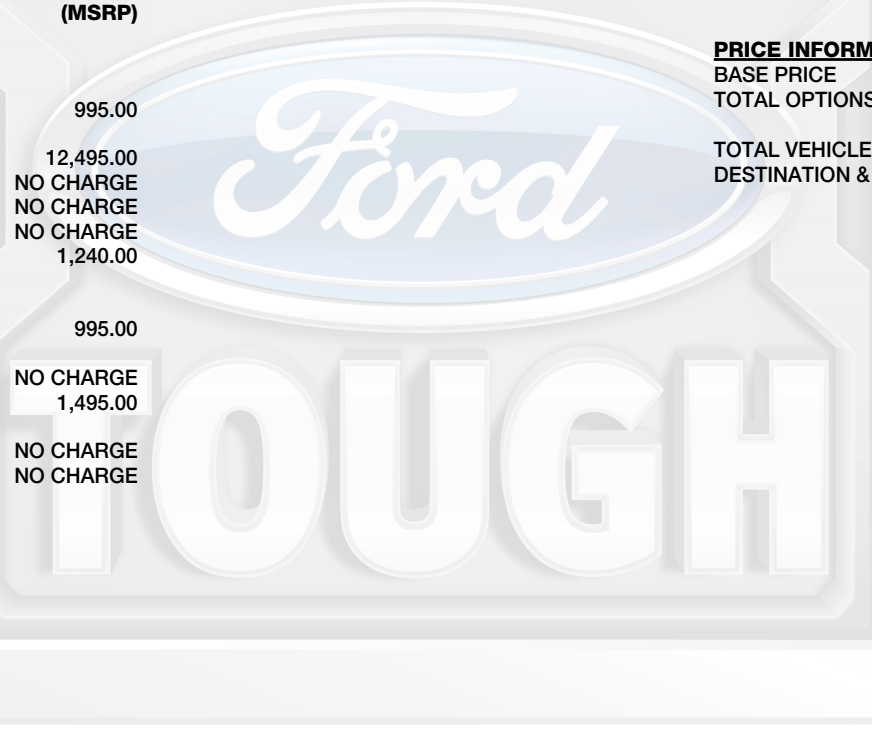 (MSRP)
995.00
12,495.00
NO CHARGE
NO CHARGE
NO CHARGE
1,240.00
995.00
NO CHARGE
1,495.00
NO CHARGE
NO CHARGE
PRICE INFORM
BASE PRICE
TOTAL OPTIONS
TOTAL VEHICLE
DESTINATION &
Ford
TOUGH